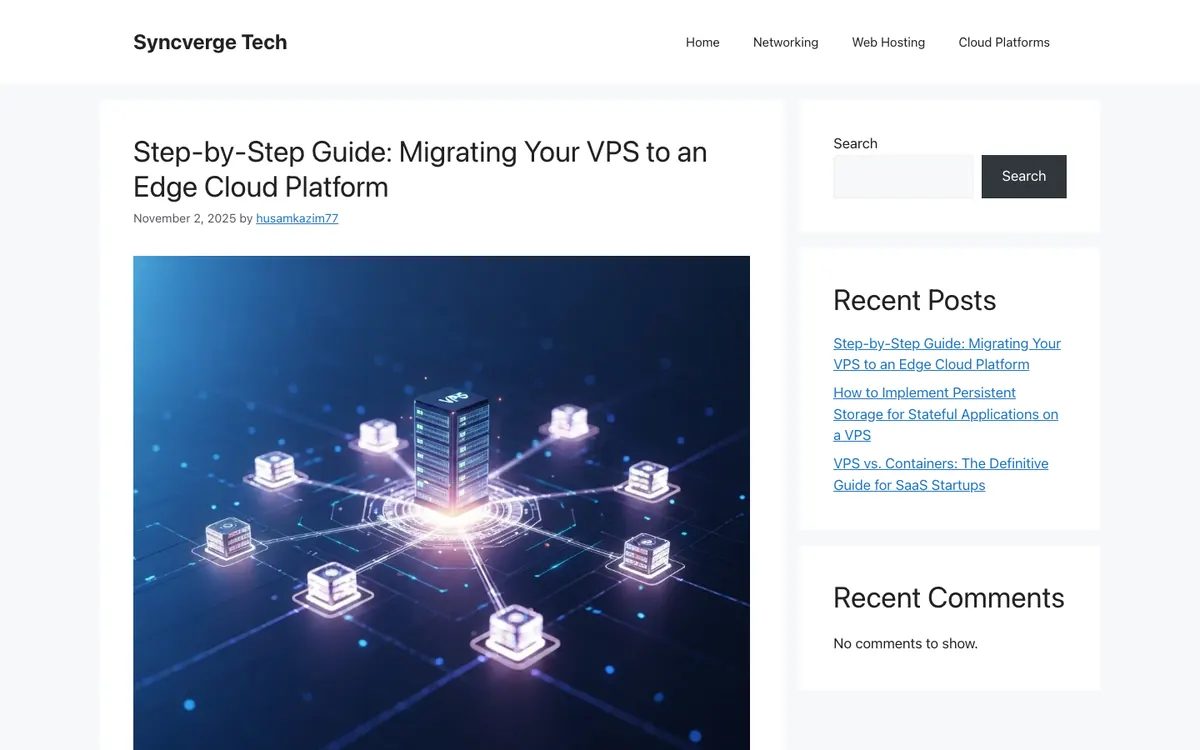 Syncverge Tech
Home
Networking
Web Hosting
Cloud Platforms
Step-by-Step Guide: Migrating Your VPS to an
Edge Cloud Platform
November 2, 2025 by husamkazim77
VPS
Search
Search
Recent Posts
Step-by-Step Guide: Migrating Your
VPS to an Edge Cloud Platform
How to Implement Persistent
Storage for Stateful Applications on
a VPS
VPS vs. Containers: The Definitive
Guide for SaaS Startups
Recent Comments
No comments to show.